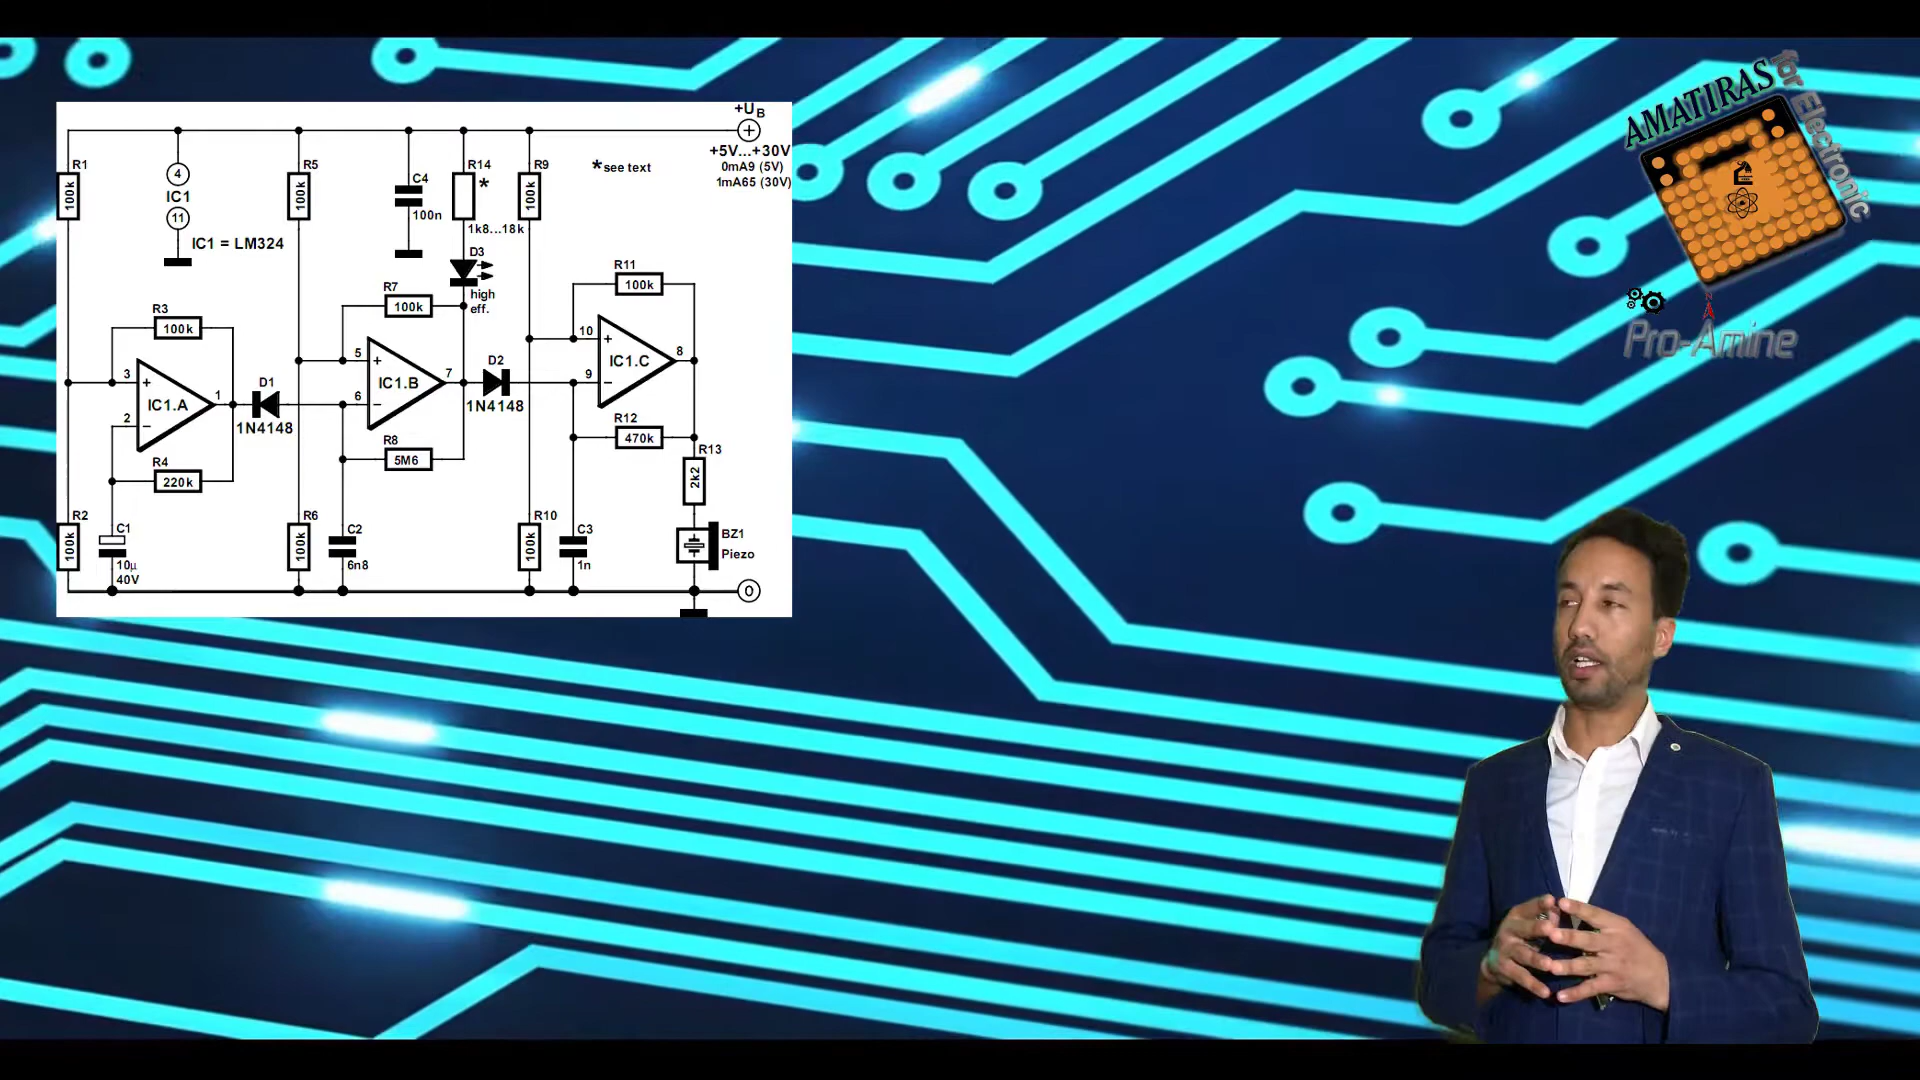 +UB
+5V...+30V
0mA9 (5V)
1mA65 (30V)
*see text
R1
100k
4
IC1
11
IC1 = LM324
R5
100k
C4
100n
R14
*
1k8...18k
R9
100k
D3
high
eff.
R3
100k
3
+
IC1.A
1
2
−
R4
220k
D1
1N4148
R7
100k
5
+
IC1.B
7
6
−
R8
5M6
D2
1N4148
R11
100k
10
+
IC1.C
8
9
−
R12
470k
R13
2k2
R2
100k
C1
10µ
40V
R6
100k
C2
6n8
R10
100k
C3
1n
BZ1
Piezo
0
AMATIRAS
for Electronic
N
Pro-Amine